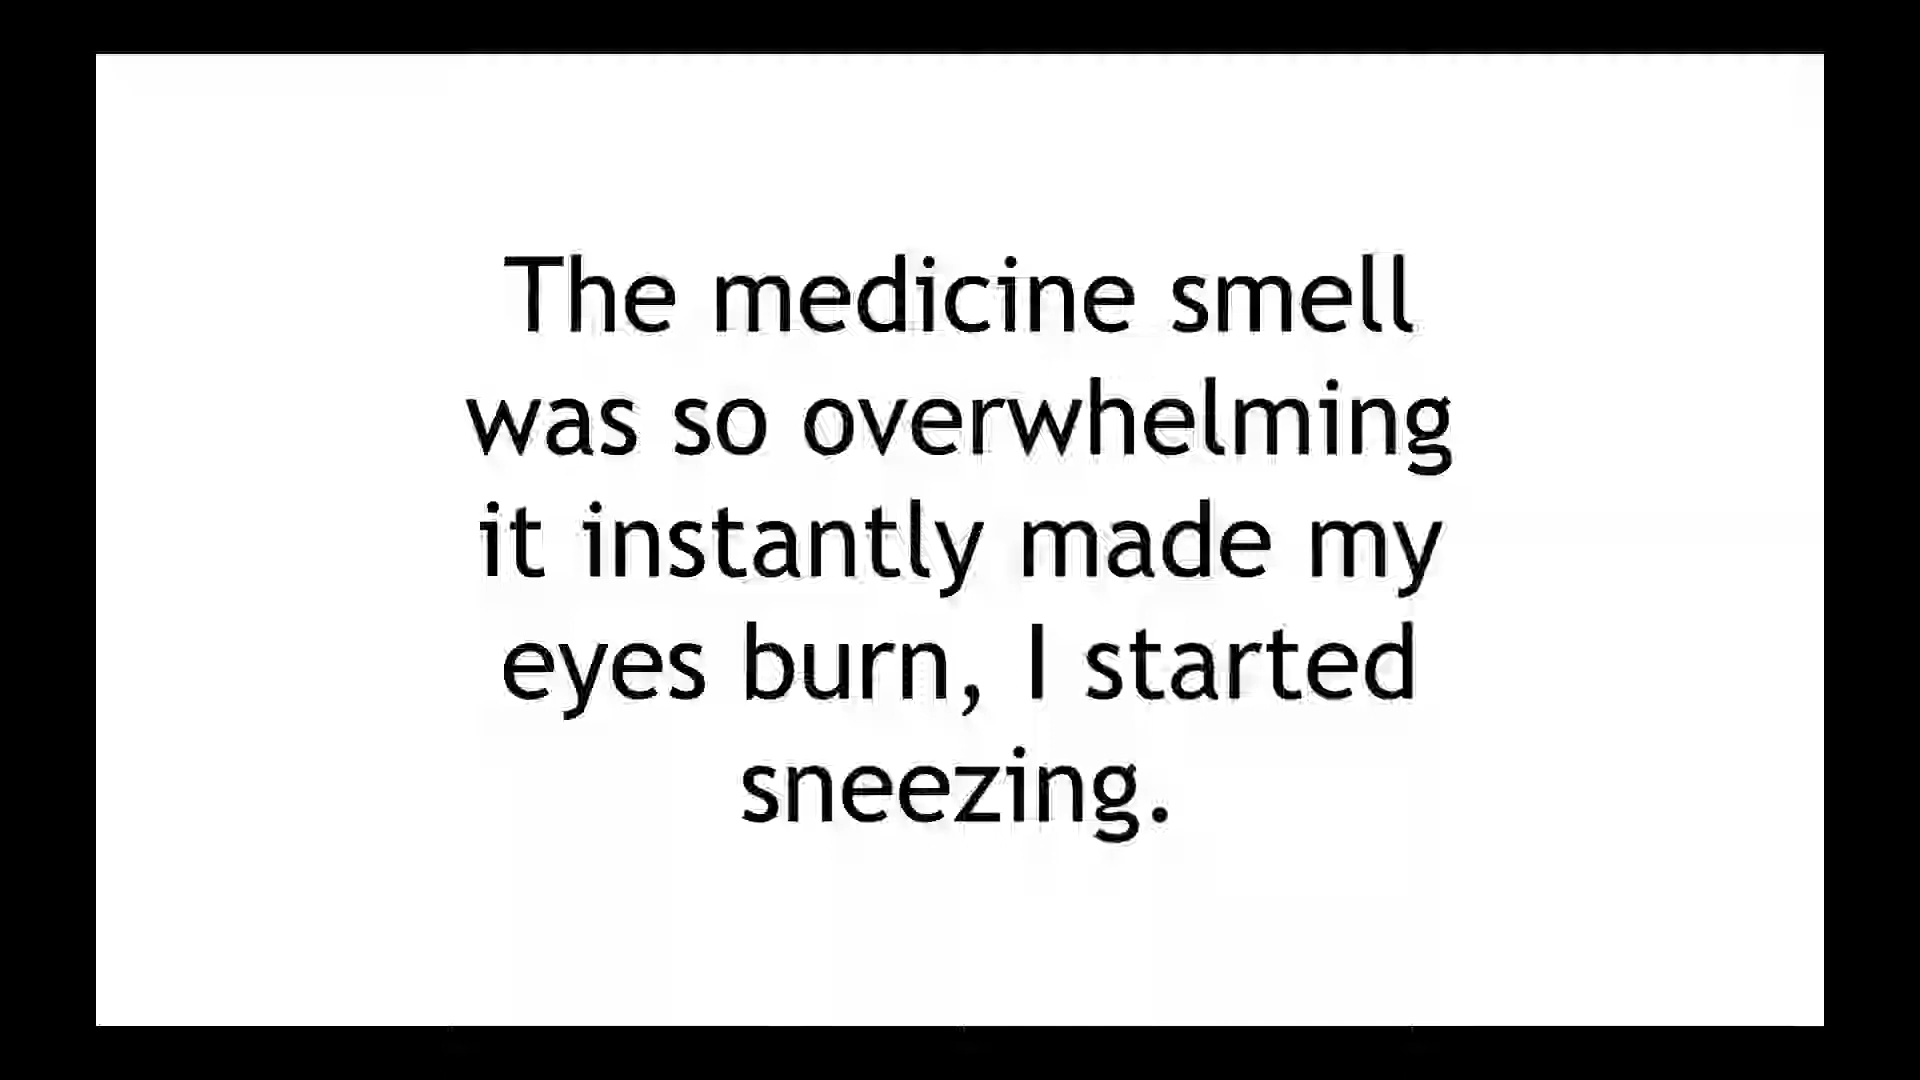 The medicine smell
was so overwhelming
it instantly made my
eyes burn, I started
sneezing.